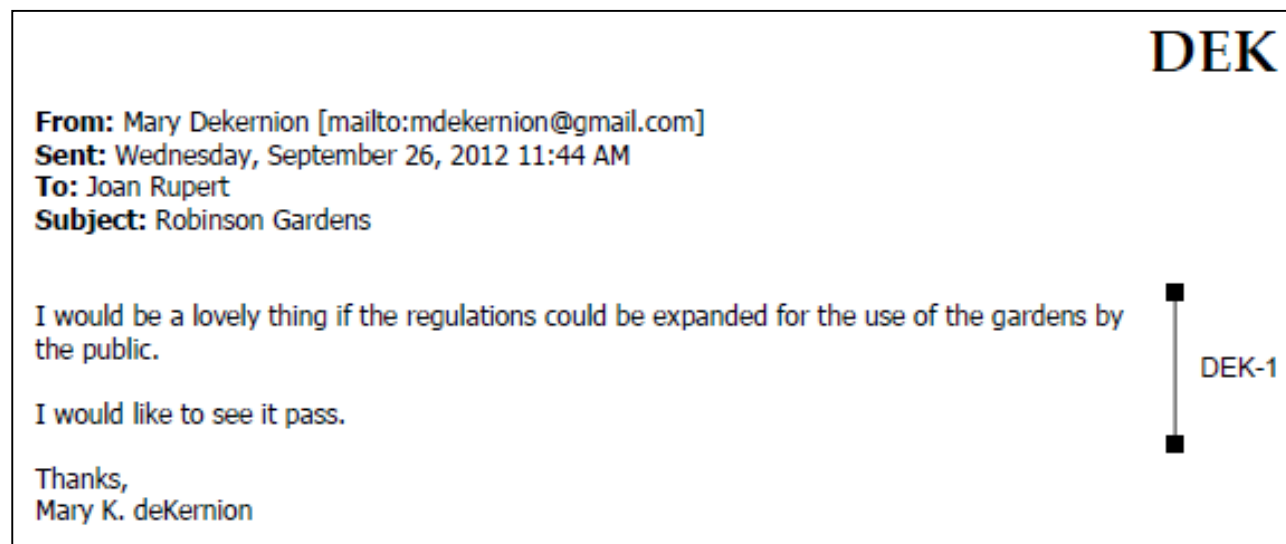 DEK
From: Mary Dekernion [mailto:mdekernion@gmail.com]
Sent: Wednesday, September 26, 2012 11:44 AM
To: Joan Rupert
Subject: Robinson Gardens
I would be a lovely thing if the regulations could be expanded for the use of the gardens by
the public.
DEK-1
I would like to see it pass.
Thanks,
Mary K. deKernion